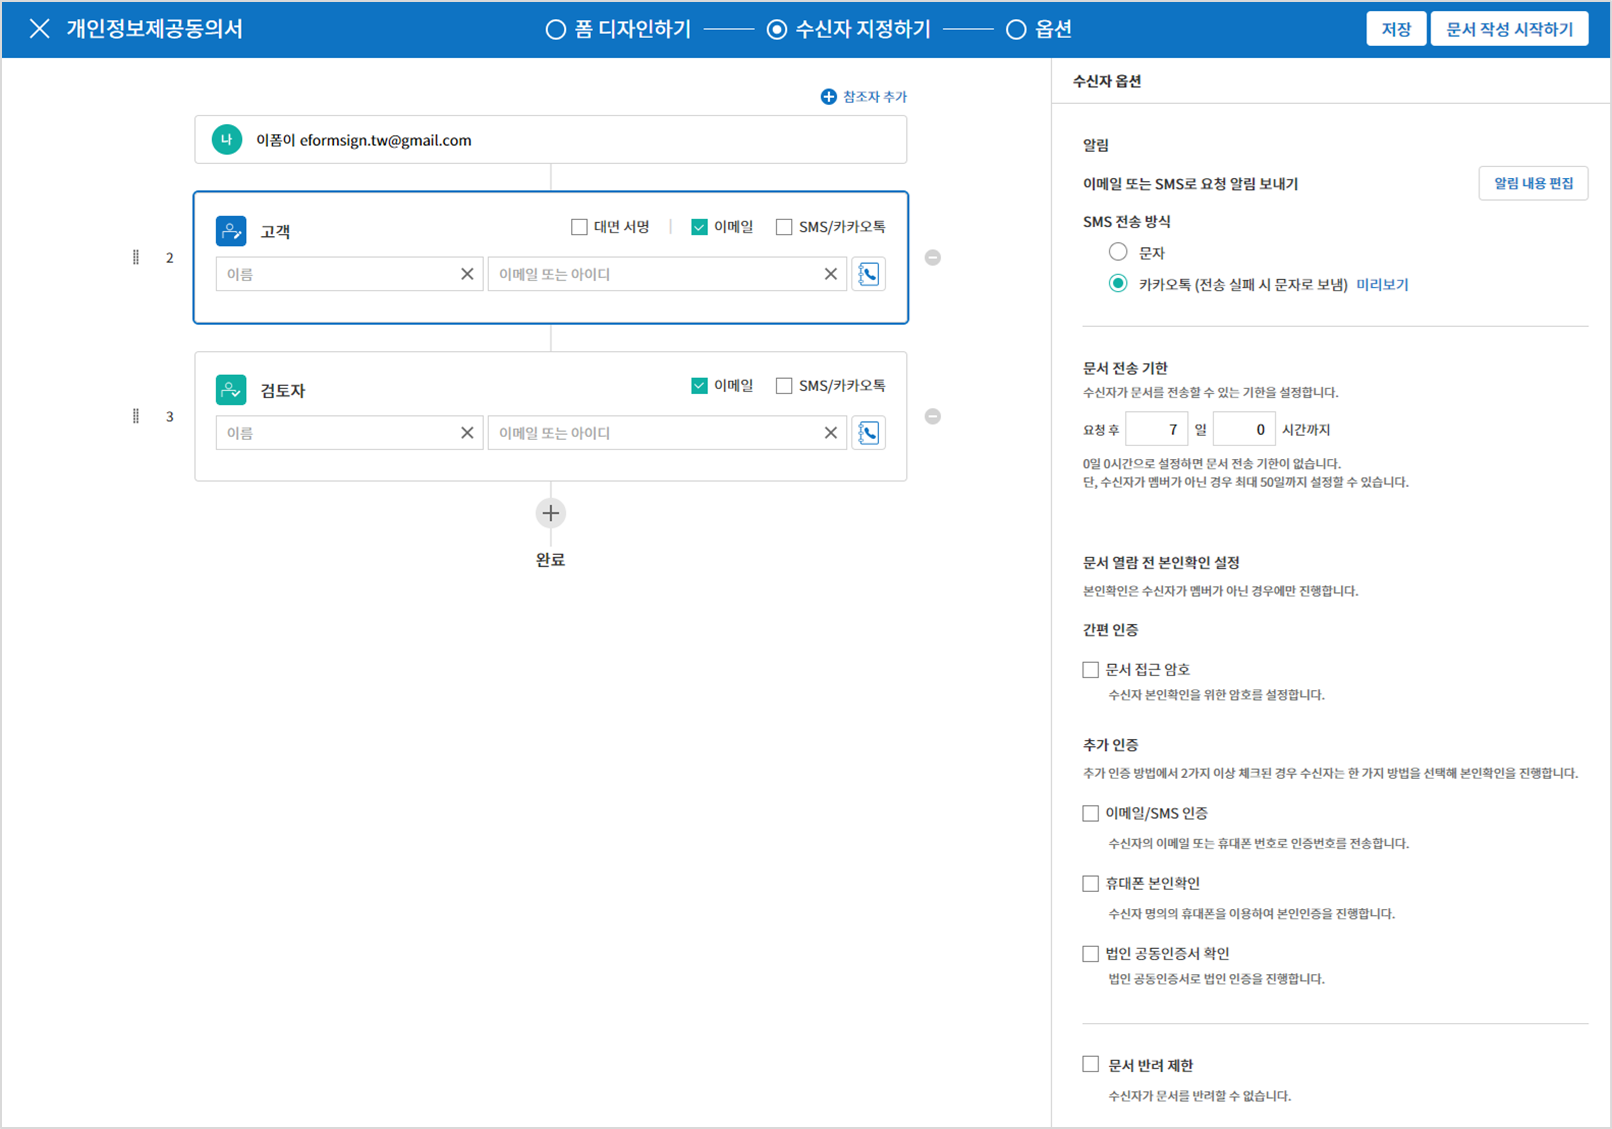 개인정보제공동의서
폼 디자인하기
수신자 지정하기
옵션
저장
문서 작성 시작하기
참조자 추가
나
이폼이 eformsign.tw@gmail.com
2
고객
대면 서명
이메일
SMS/카카오톡
이름
이메일 또는 아이디
3
검토자
이메일
SMS/카카오톡
이름
이메일 또는 아이디
완료
수신자 옵션
알림
이메일 또는 SMS로 요청 알림 보내기
알림 내용 편집
SMS 전송 방식
문자
카카오톡 (전송 실패 시 문자로 보냄) 미리보기
문서 전송 기한
수신자가 문서를 전송할 수 있는 기한을 설정합니다.
요청 후 7 일 0 시간까지
0일 0시간으로 설정하면 문서 전송 기한이 없습니다.
단, 수신자가 멤버가 아닌 경우 최대 50일까지 설정할 수 있습니다.
문서 열람 전 본인확인 설정
본인확인은 수신자가 멤버가 아닌 경우에만 진행합니다.
간편 인증
문서 접근 암호
수신자 본인확인을 위한 암호를 설정합니다.
추가 인증
추가 인증 방법에서 2가지 이상 체크된 경우 수신자는 한 가지 방법을 선택해 본인확인을 진행합니다.
이메일/SMS 인증
수신자의 이메일 또는 휴대폰 번호로 인증번호를 전송합니다.
휴대폰 본인확인
수신자 명의의 휴대폰을 이용하여 본인인증을 진행합니다.
법인 공동인증서 확인
법인 공동인증서로 법인 인증을 진행합니다.
문서 반려 제한
수신자가 문서를 반려할 수 없습니다.